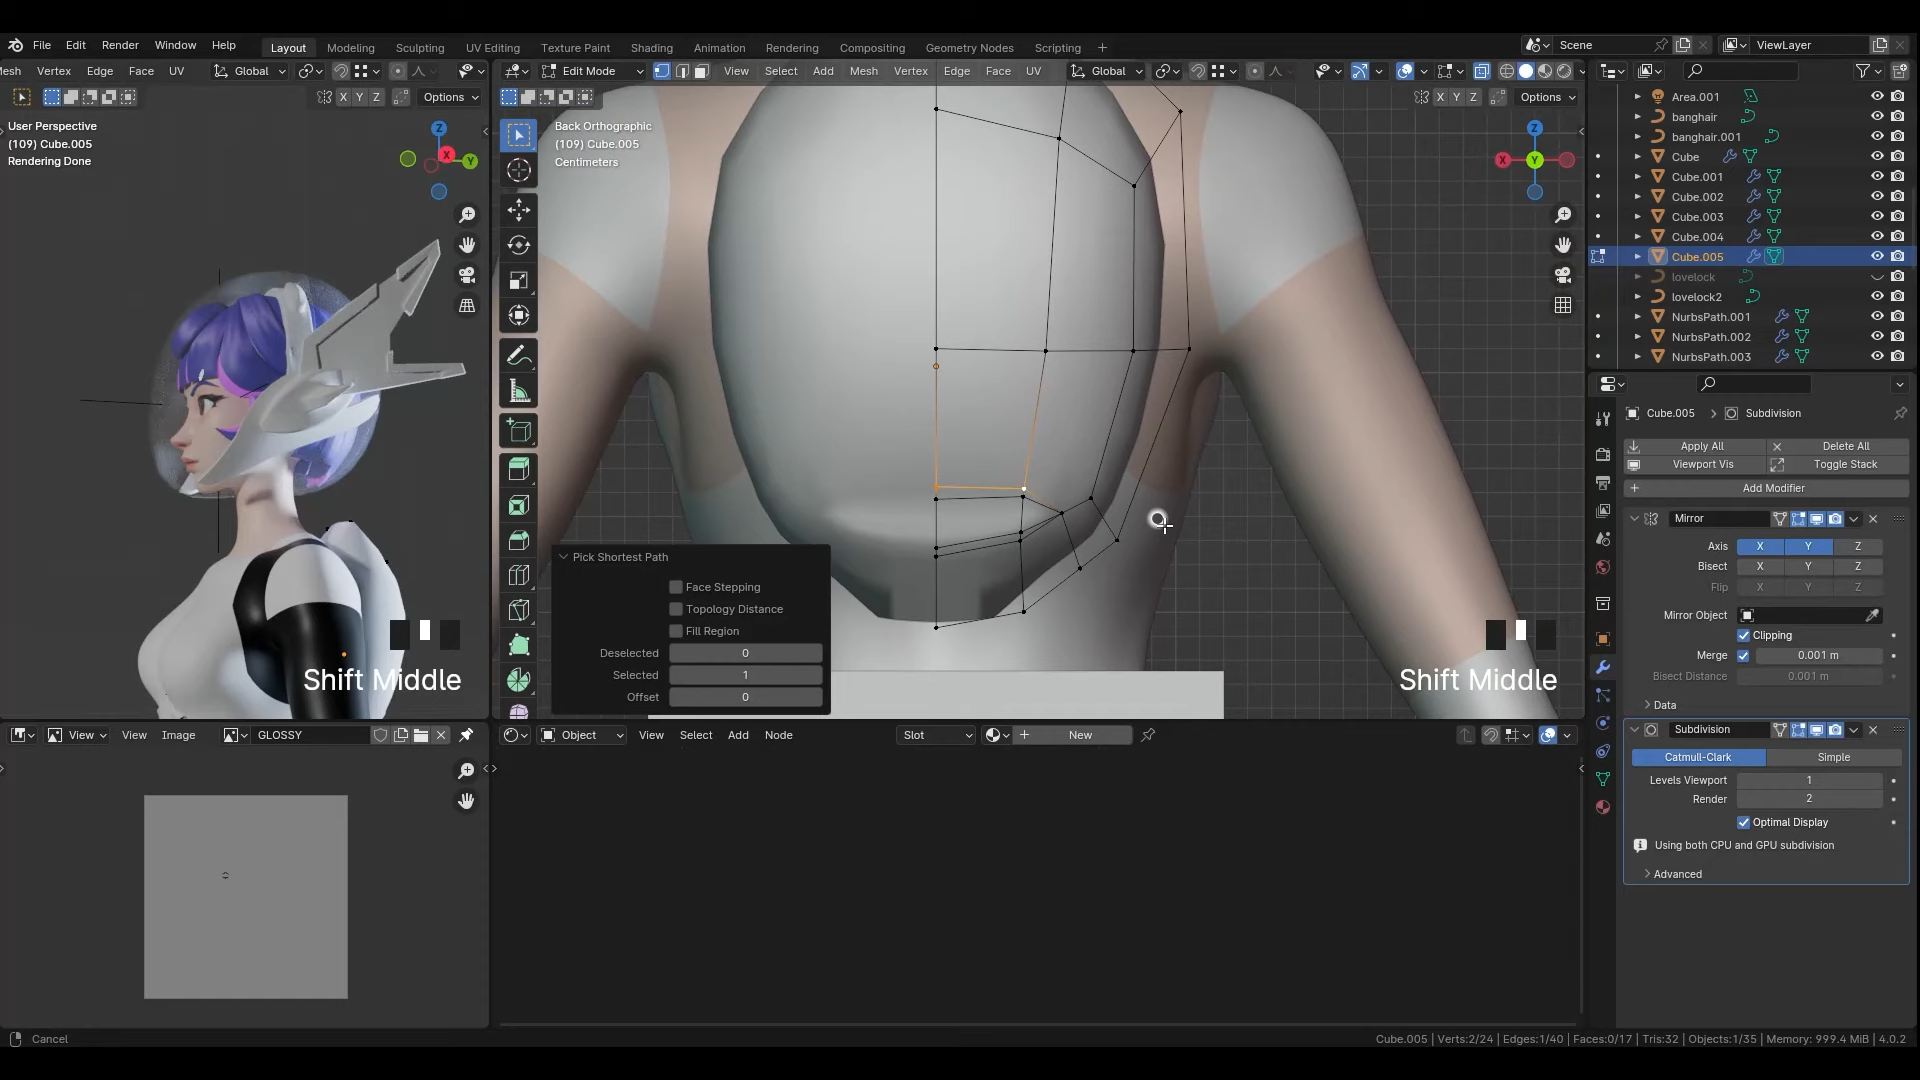 File Edit Render Window Help Layout Modeling Sculpting UV Editing Texture Paint Shading Animation Rendering Compositing Geometry Nodes Scripting + Scene ViewLayer
esh Vertex Edge Face UV Global
Edit Mode View Select Add Mesh Vertex Edge Face UV Global
X Y Z Options
X Y Z Options
User Perspective
(109) Cube.005
Rendering Done
Back Orthographic
(109) Cube.005
Centimeters
Z
X
Y
Z
X
Y
Area.001
banghair
banghair.001
Cube
Cube.001
Cube.002
Cube.003
Cube.004
Cube.005
lovelock
lovelock2
NurbsPath.001
NurbsPath.002
NurbsPath.003
Cube.005 > Subdivision
Apply All Delete All
Viewport Vis Toggle Stack
Add Modifier
Mirror
Axis X Y Z
Bisect X Y Z
Flip X Y Z
Mirror Object
Clipping
Merge 0.001 m
Bisect Distance 0.001 m
Data
Subdivision
Catmull-Clark Simple
Levels Viewport 1
Render 2
Optimal Display
Using both CPU and GPU subdivision
Advanced
Pick Shortest Path
Face Stepping
Topology Distance
Fill Region
Deselected 0
Selected 1
Offset 0
Shift Middle
Shift Middle
View View Image GLOSSY
Object View Select Add Node Slot New
Cancel
Cube.005 | Verts:2/24 | Edges:1/40 | Faces:0/17 | Tris:32 | Objects:1/35 | Memory: 999.4 MiB | 4.0.2